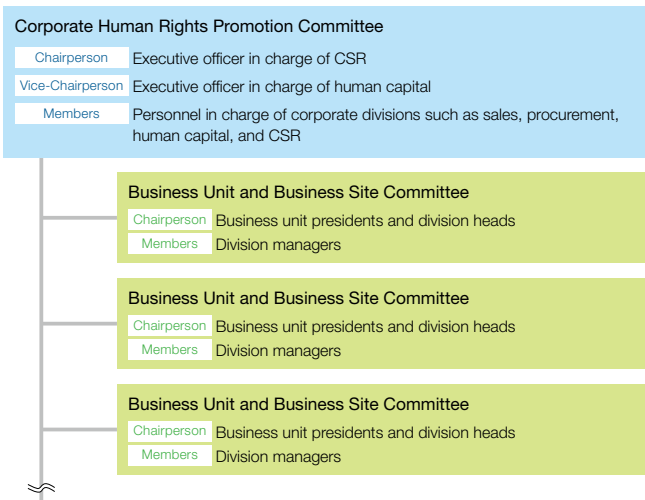 Corporate Human Rights Promotion Committee
Chairperson Executive officer in charge of CSR
Vice-Chairperson Executive officer in charge of human capital
Members Personnel in charge of corporate divisions such as sales, procurement,
human capital, and CSR
Business Unit and Business Site Committee
Chairperson Business unit presidents and division heads
Members Division managers
Business Unit and Business Site Committee
Chairperson Business unit presidents and division heads
Members Division managers
Business Unit and Business Site Committee
Chairperson Business unit presidents and division heads
Members Division managers